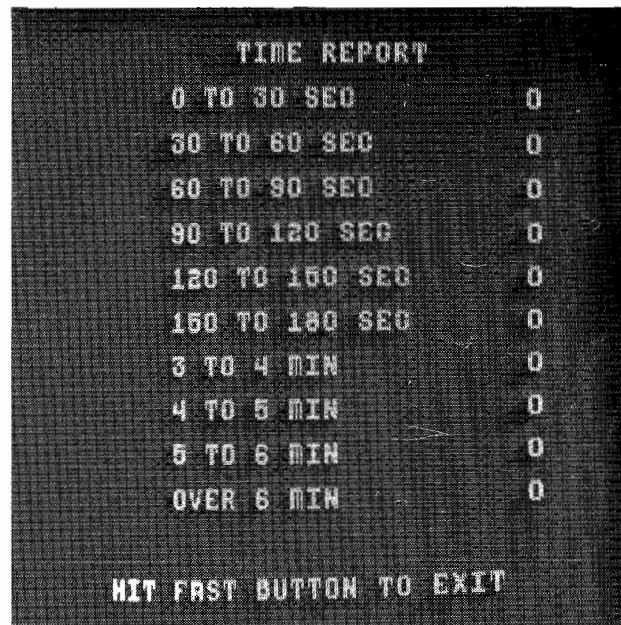 TIME REPORT
0 TO 30 SEC 0
30 TO 60 SEC 0
60 TO 90 SEC 0
90 TO 120 SEC 0
120 TO 150 SEC 0
150 TO 180 SEC 0
3 TO 4 MIN 0
4 TO 5 MIN 0
5 TO 6 MIN 0
OVER 6 MIN 0
HIT FAST BUTTON TO EXIT